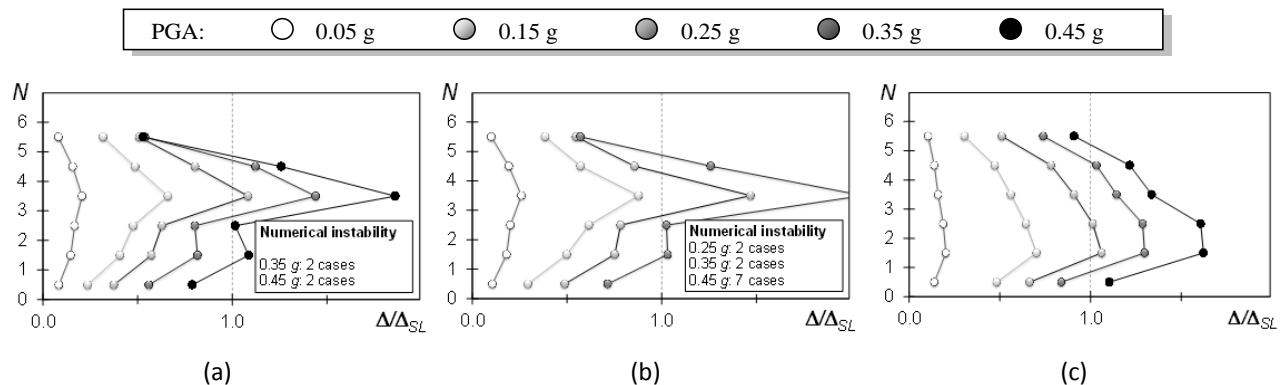 PGA: 0.05 g 0.15 g 0.25 g 0.35 g 0.45 g
N
6
5
4
3
2
1
0
0.0
1.0
Δ/Δ_SL
Numerical instability
0.35 g: 2 cases
0.45 g: 2 cases
(a)
N
6
5
4
3
2
1
0
0.0
1.0
Δ/Δ_SL
Numerical instability
0.25 g: 2 cases
0.35 g: 2 cases
0.45 g: 7 cases
(b)
N
6
5
4
3
2
1
0
0.0
1.0
Δ/Δ_SL
(c)